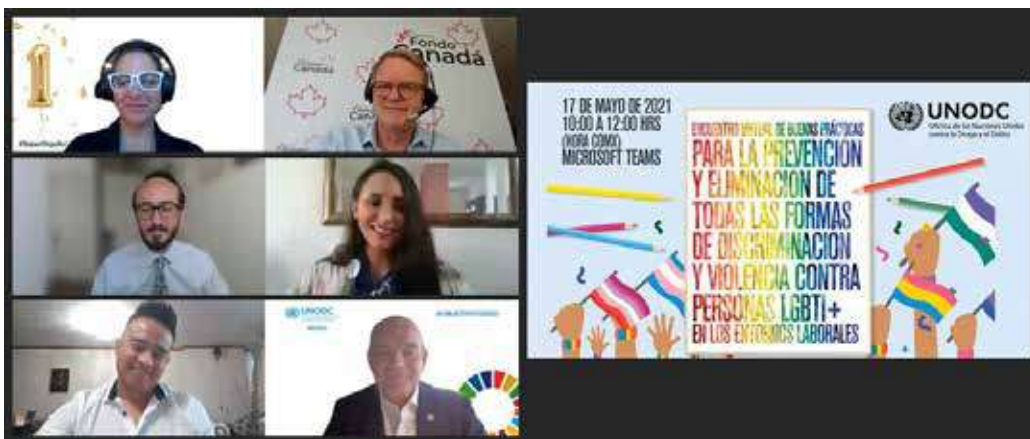 1
Fondo
Canadá
Canadá
UNODC
17 DE MAYO DE 2021
10:00 A 12:00 HRS
(HORA CDMX)
MICROSOFT TEAMS
ENCUENTRO VIRTUAL DE BUENAS PRÁCTICAS
PARA LA PREVENCIÓN
Y ELIMINACIÓN DE
TODAS LAS FORMAS
DE DISCRIMINACIÓN
Y VIOLENCIA CONTRA
PERSONAS LGBTI+
EN LOS ENTORNOS LABORALES
UNODC
Oficina de las Naciones Unidas
contra la Droga y el Delito